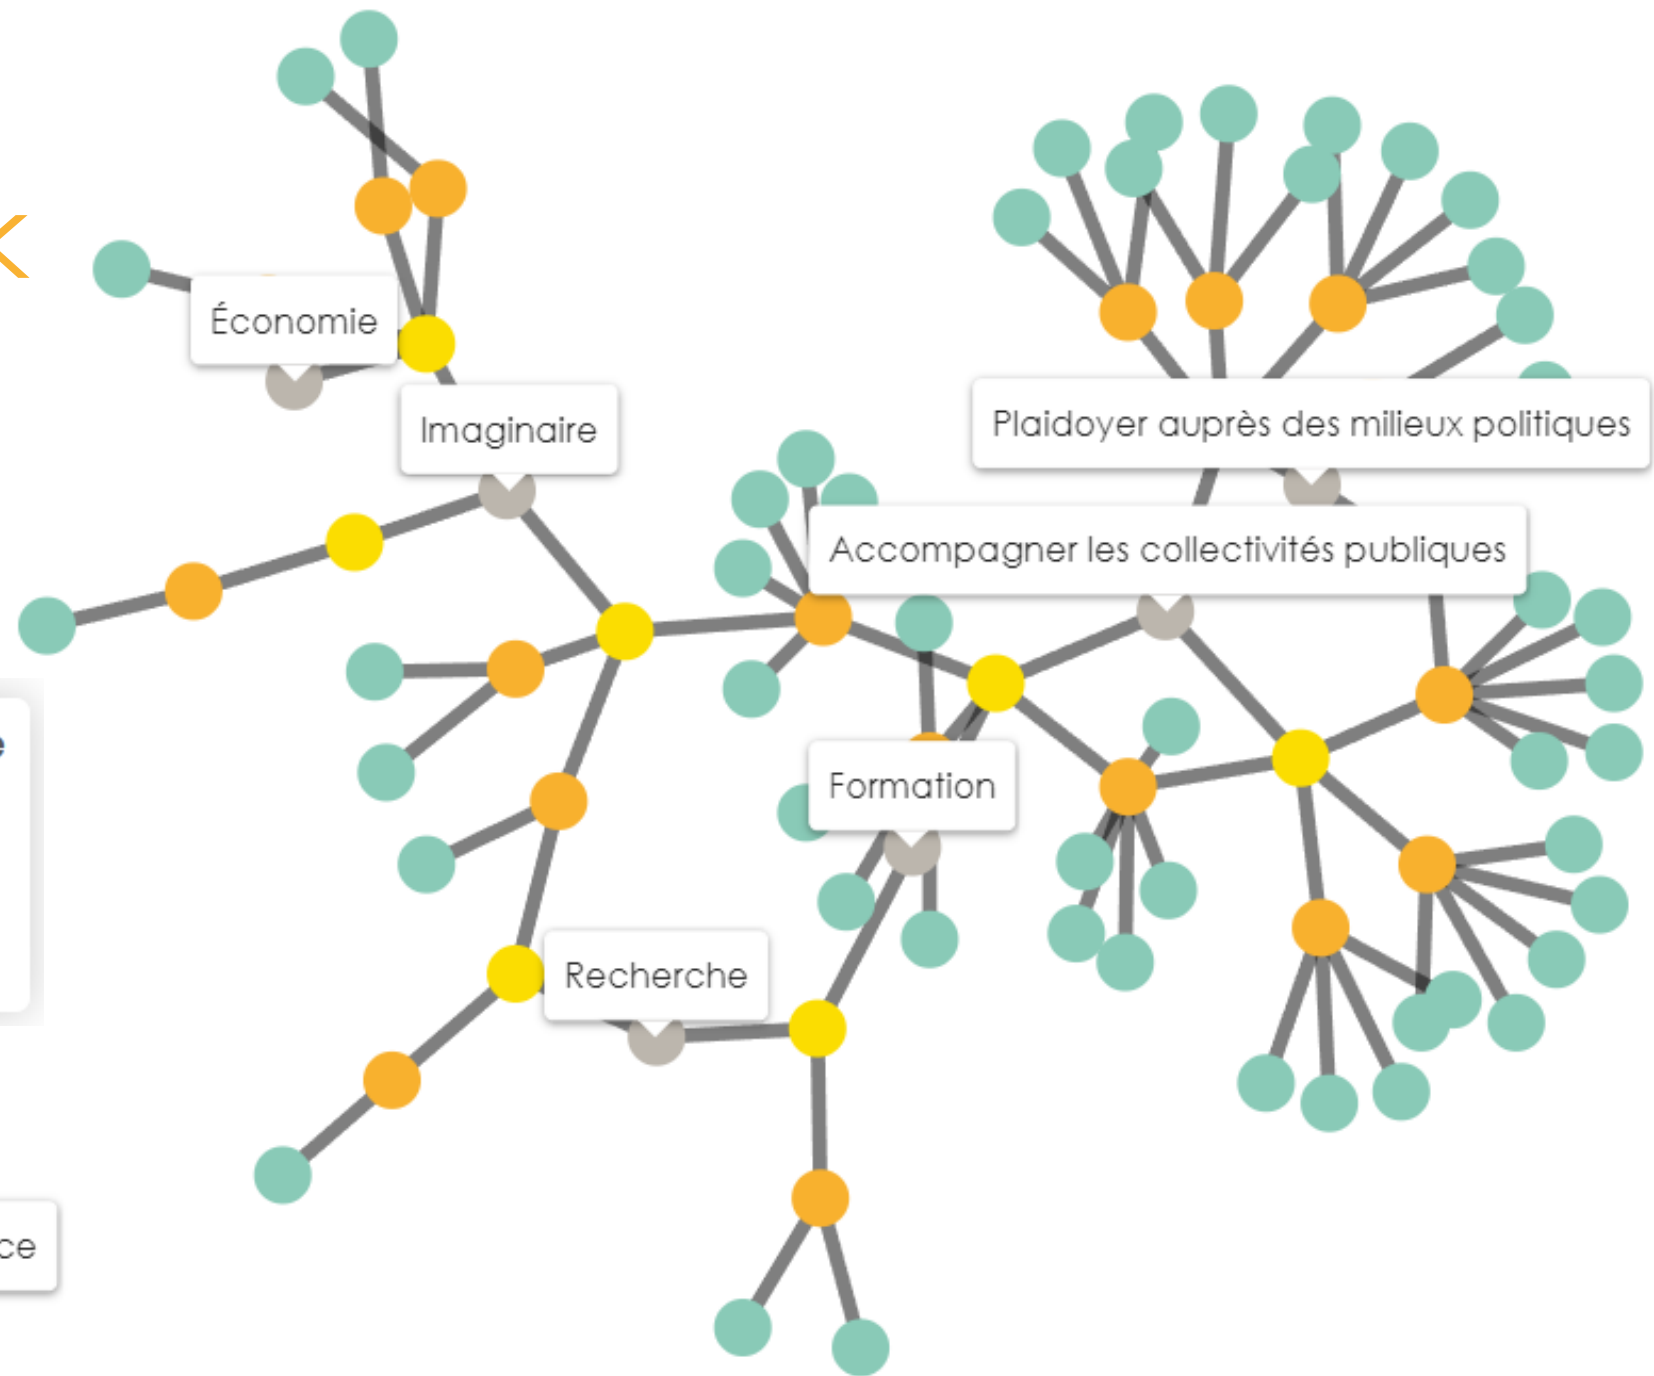 Économie
Imaginaire
Plaidoyer auprès des milieux politiques
Accompagner les collectivités publiques
Formation
Recherche
ce